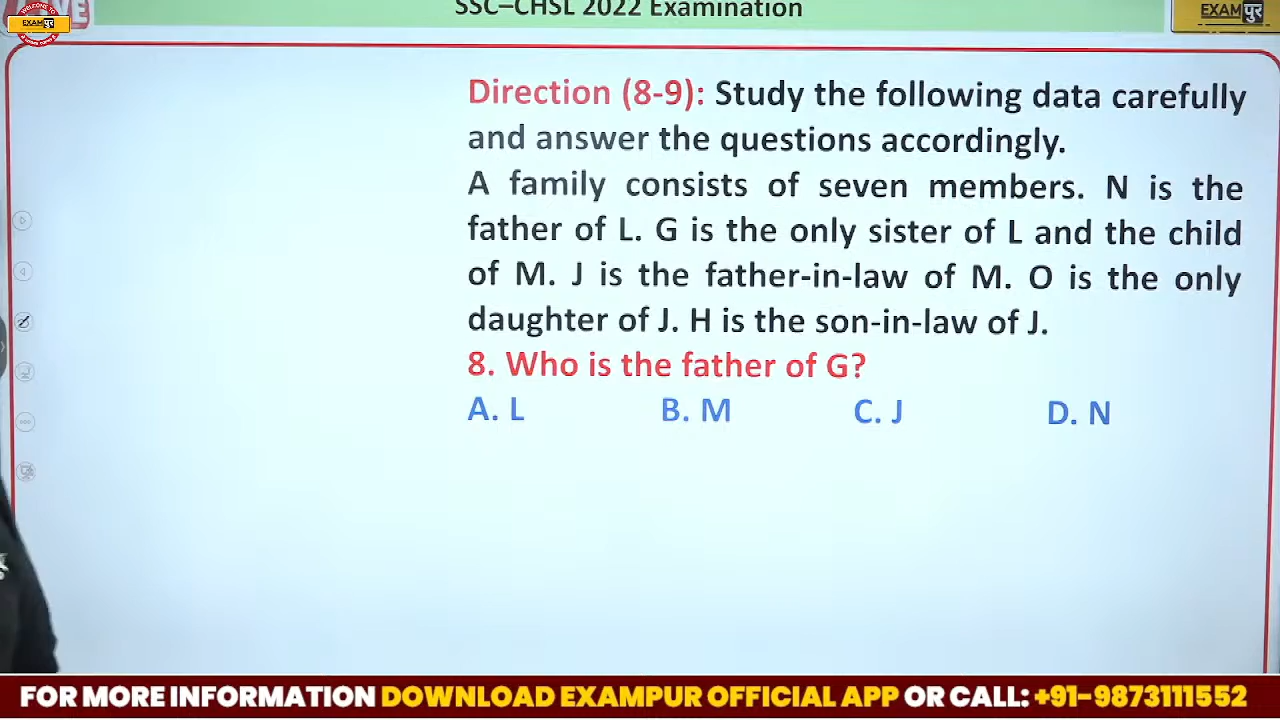 SSC–CHSL 2022 Examination
WELCOME TO
EXAMपुर
EXAMपुर
Direction (8-9): Study the following data carefully
and answer the questions accordingly.
A family consists of seven members. N is the
father of L. G is the only sister of L and the child
of M. J is the father-in-law of M. O is the only
daughter of J. H is the son-in-law of J.
8. Who is the father of G?
A. L B. M C. J D. N
FOR MORE INFORMATION DOWNLOAD EXAMPUR OFFICIAL APP OR CALL: +91-9873111552